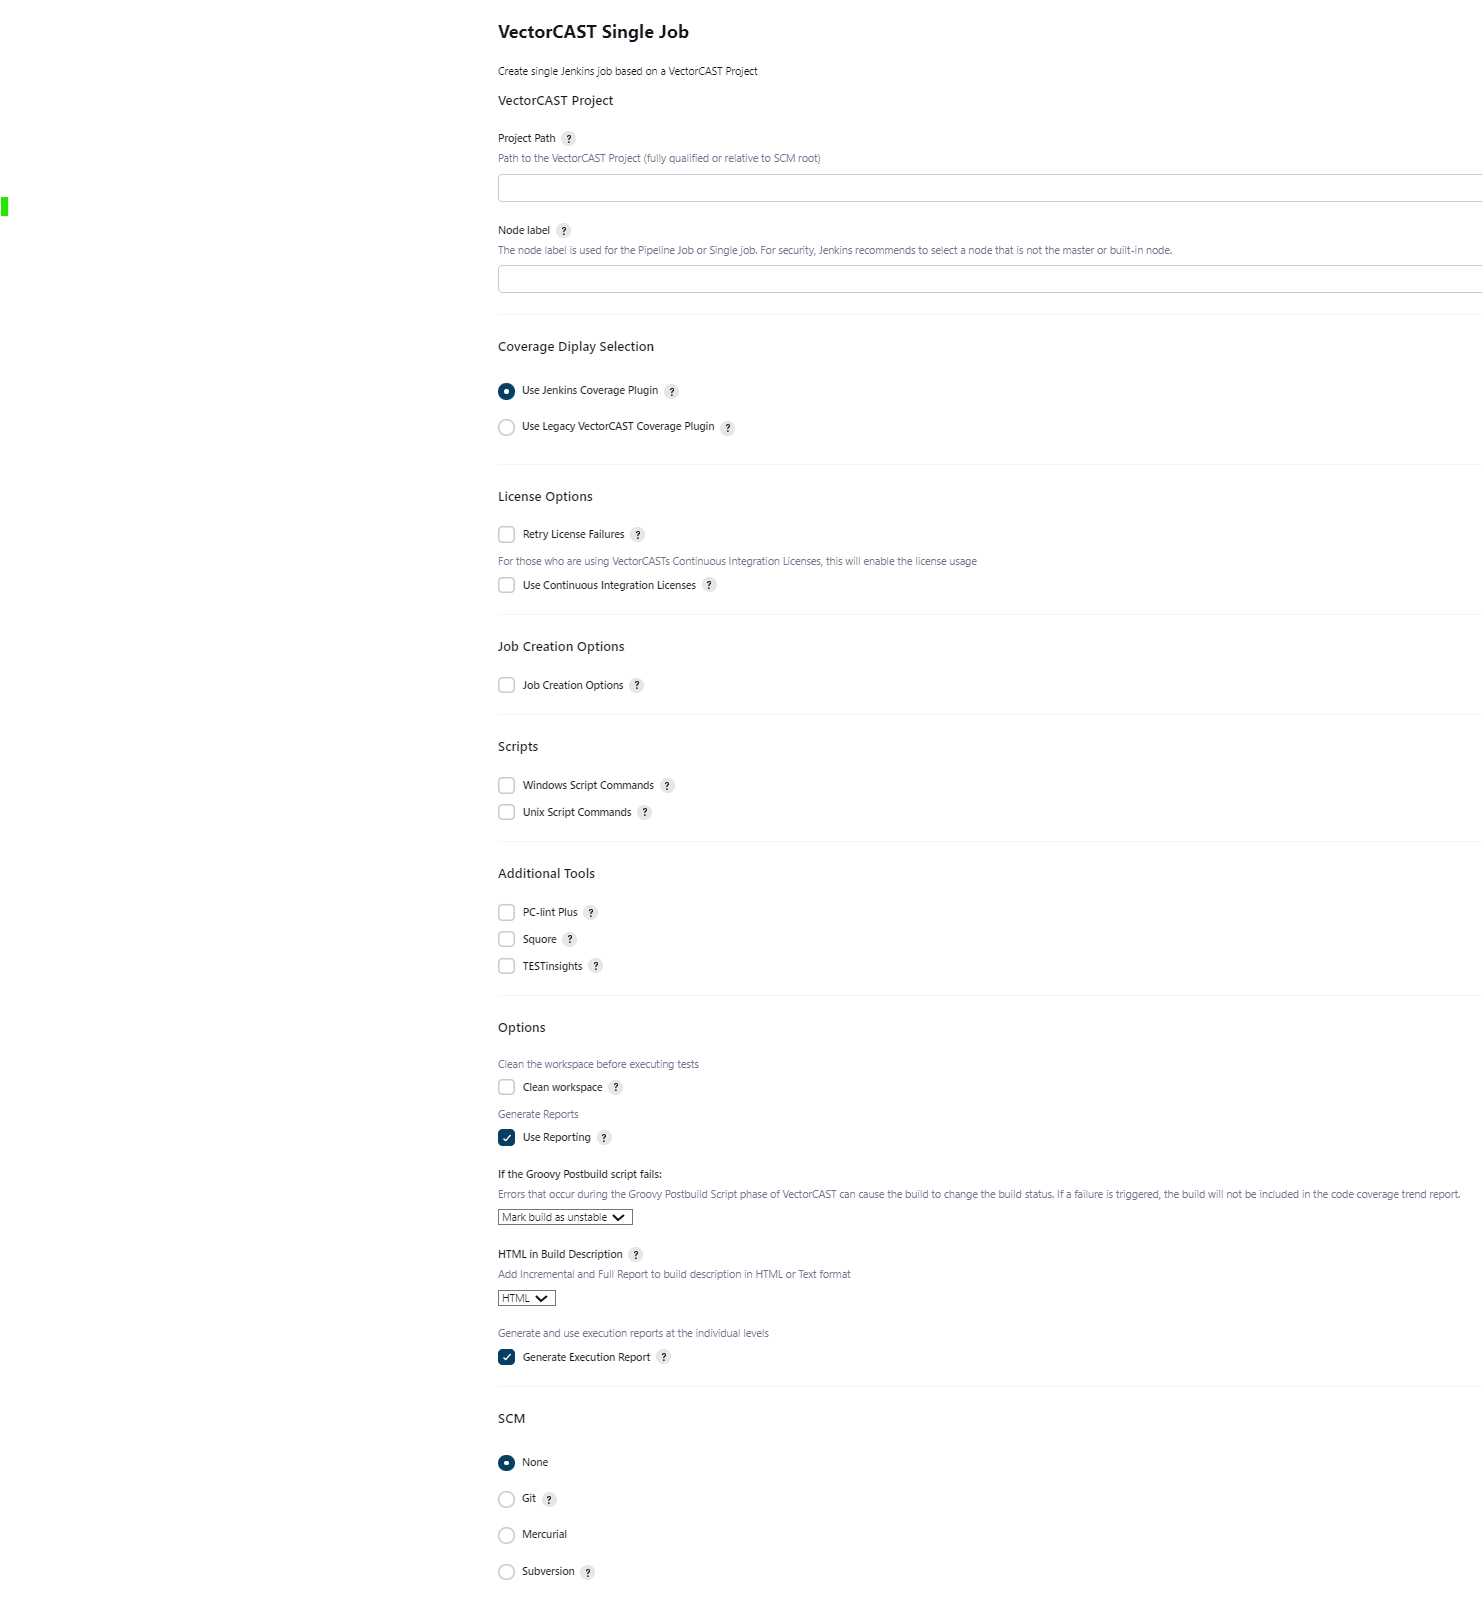 VectorCAST Single Job
Create single Jenkins job based on a VectorCAST Project
VectorCAST Project
Project Path ?
Path to the VectorCAST Project (fully qualified or relative to SCM root)
Node label ?
The node label is used for the Pipeline Job or Single job. For security, Jenkins recommends to select a node that is not the master or built-in node.
Coverage Diplay Selection
Use Jenkins Coverage Plugin ?
Use Legacy VectorCAST Coverage Plugin ?
License Options
Retry License Failures ?
For those who are using VectorCASTs Continuous Integration Licenses, this will enable the license usage
Use Continuous Integration Licenses ?
Job Creation Options
Job Creation Options ?
Scripts
Windows Script Commands ?
Unix Script Commands ?
Additional Tools
PC-lint Plus ?
Squore ?
TESTinsights ?
Options
Clean the workspace before executing tests
Clean workspace ?
Generate Reports
Use Reporting ?
If the Groovy Postbuild script fails:
Errors that occur during the Groovy Postbuild Script phase of VectorCAST can cause the build to change the build status. If a failure is triggered, the build will not be included in the code coverage trend report.
Mark build as unstable
HTML in Build Description ?
Add Incremental and Full Report to build description in HTML or Text format
HTML
Generate and use execution reports at the individual levels
Generate Execution Report ?
SCM
None
Git ?
Mercurial
Subversion ?